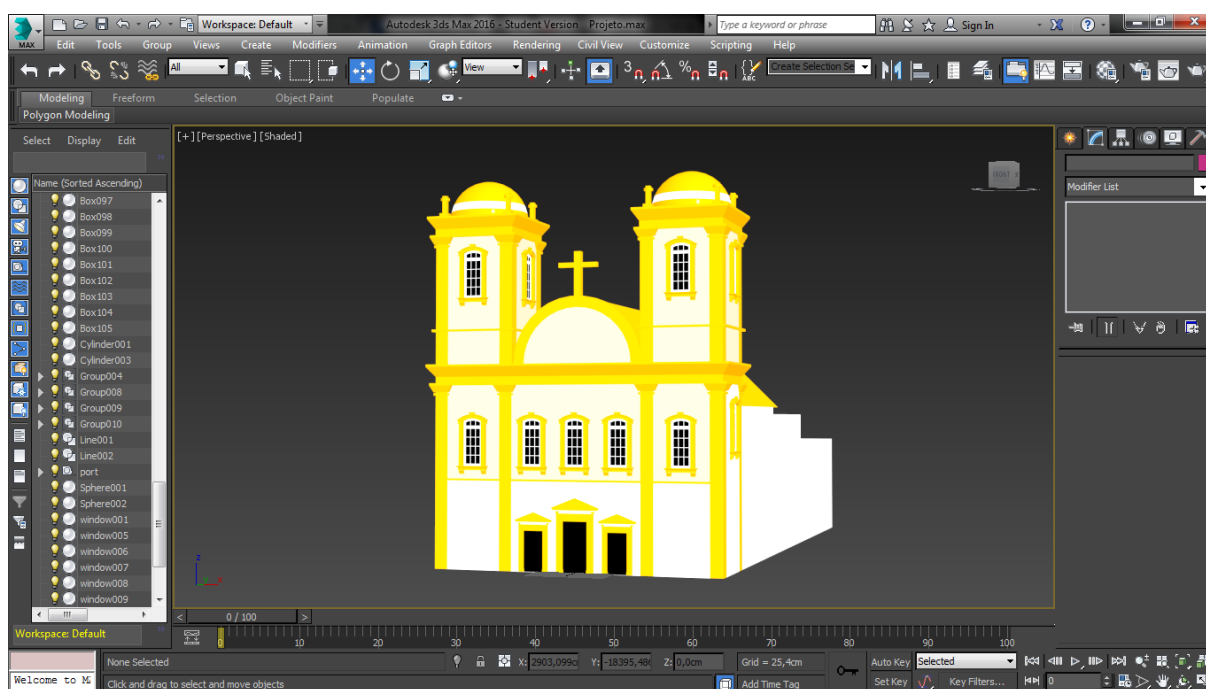 Workspace: Default
Autodesk 3ds Max 2016 - Student Version Projeto.max
Type a keyword or phrase
Sign In
MAX
Edit Tools Group Views Create Modifiers Animation Graph Editors Rendering Civil View Customize Scripting Help
All
View
3
ABC
Create Selection Se
Modeling Freeform Selection Object Paint Populate
Polygon Modeling
Select Display Edit
[+] [Perspective] [Shaded]
FRONT
Name (Sorted Ascending)
Modifier List
Box097
Box098
Box099
Box100
Box101
Box102
Box103
Box104
Box105
Cylinder001
Cylinder003
Group004
Group008
Group009
Group010
Line001
Line002
port
Sphere001
Sphere002
window001
window005
window006
window007
window008
window009
z
x
0 / 100
Workspace: Default
0 10 20 30 40 50 60 70 80 90 100
None Selected
X: 2903,099c Y: -18395,48 Z: 0,0cm Grid = 25,4cm
Auto Key Selected
Welcome to M
Click and drag to select and move objects
Add Time Tag
Set Key Key Filters... 0